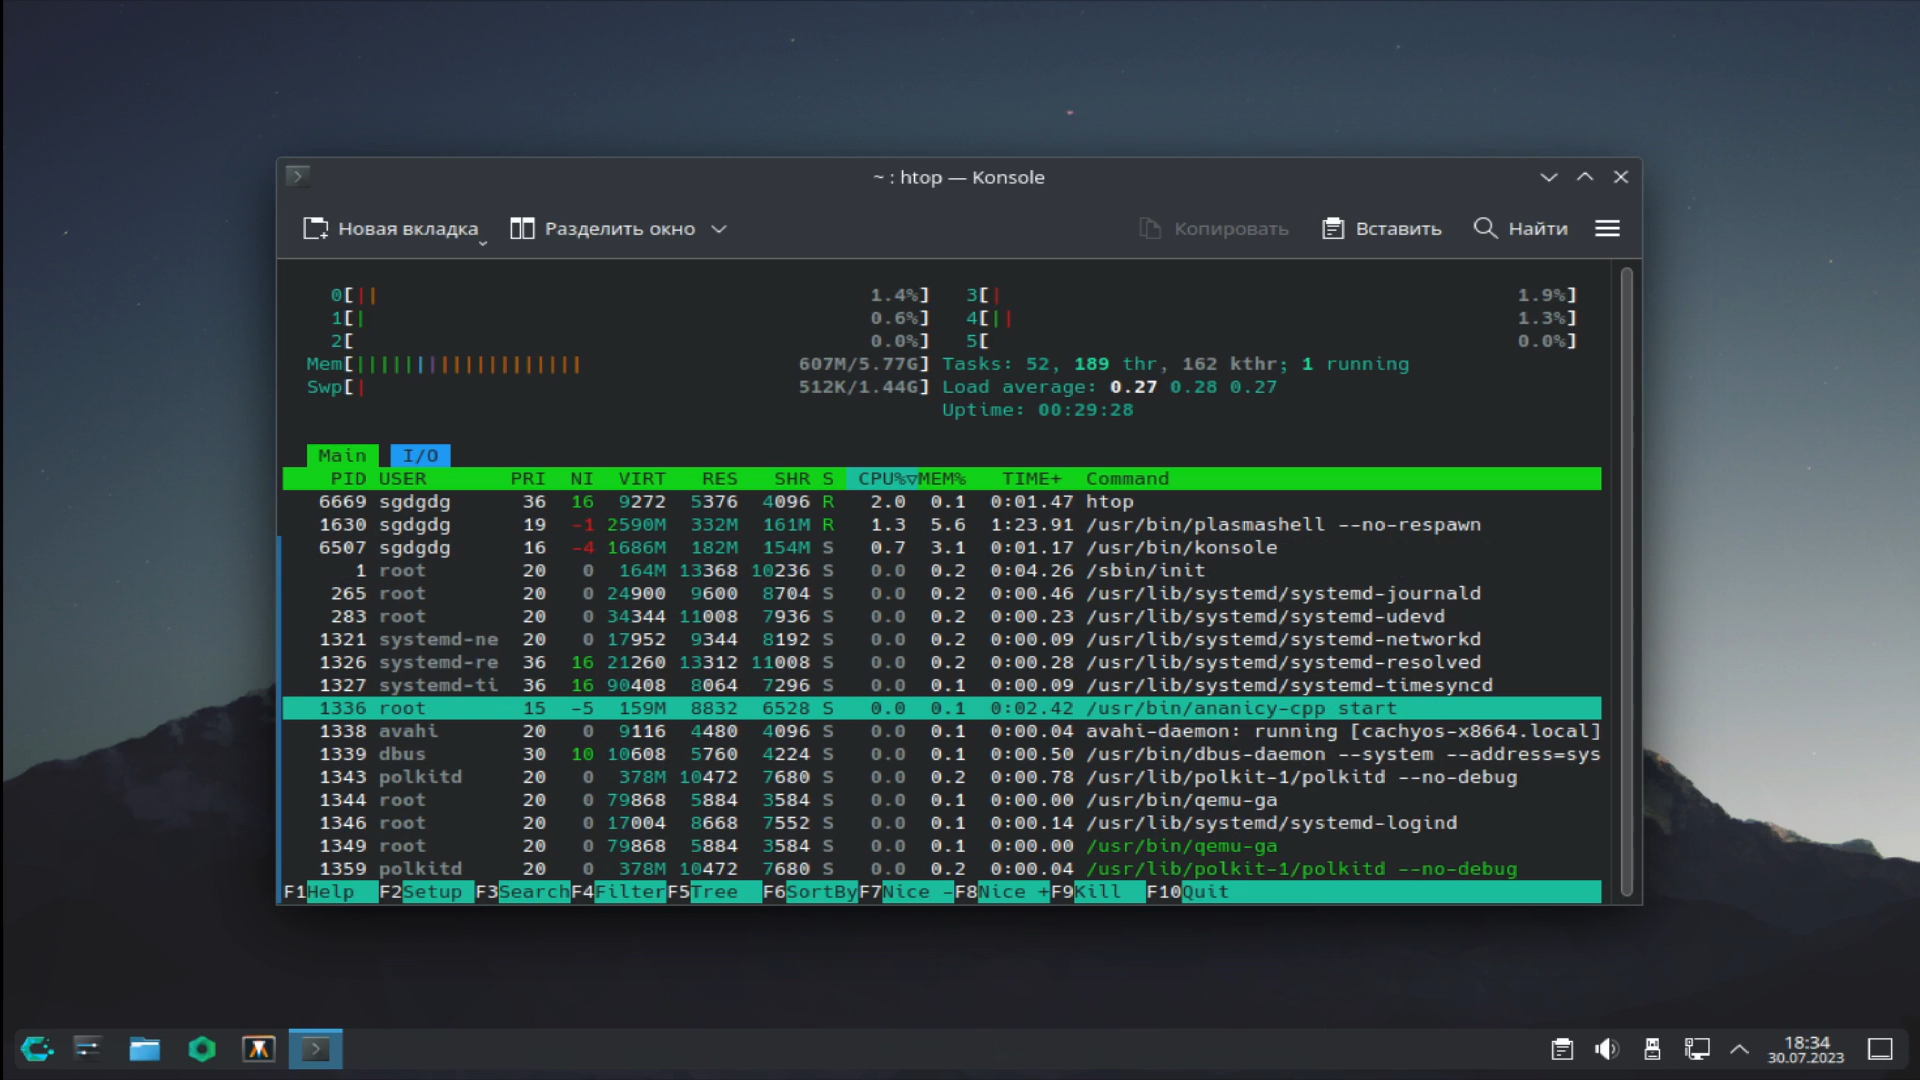 ~ : htop — Konsole
Новая вкладка Разделить окно Копировать Вставить Найти
0[|| 1.4%] 3[| 1.9%]
1[| 0.6%] 4[|| 1.3%]
2[ 0.0%] 5[ 0.0%]
Mem[||||||||||||||||||| 607M/5.77G] Tasks: 52, 189 thr, 162 kthr; 1 running
Swp[| 512K/1.44G] Load average: 0.27 0.28 0.27
Uptime: 00:29:28
Main I/O
PID USER PRI NI VIRT RES SHR S CPU%▽MEM% TIME+ Command
6669 sgdgdg 36 16 9272 5376 4096 R 2.0 0.1 0:01.47 htop
1630 sgdgdg 19 -1 2590M 332M 161M R 1.3 5.6 1:23.91 /usr/bin/plasmashell --no-respawn
6507 sgdgdg 16 -4 1686M 182M 154M S 0.7 3.1 0:01.17 /usr/bin/konsole
1 root 20 0 164M 13368 10236 S 0.0 0.2 0:04.26 /sbin/init
265 root 20 0 24900 9600 8704 S 0.0 0.2 0:00.46 /usr/lib/systemd/systemd-journald
283 root 20 0 34344 11008 7936 S 0.0 0.2 0:00.23 /usr/lib/systemd/systemd-udevd
1321 systemd-ne 20 0 17952 9344 8192 S 0.0 0.2 0:00.09 /usr/lib/systemd/systemd-networkd
1326 systemd-re 36 16 21260 13312 11008 S 0.0 0.2 0:00.28 /usr/lib/systemd/systemd-resolved
1327 systemd-ti 36 16 90408 8064 7296 S 0.0 0.1 0:00.09 /usr/lib/systemd/systemd-timesyncd
1336 root 15 -5 159M 8832 6528 S 0.0 0.1 0:02.42 /usr/bin/ananicy-cpp start
1338 avahi 20 0 9116 4480 4096 S 0.0 0.1 0:00.04 avahi-daemon: running [cachyos-x8664.local]
1339 dbus 30 10 10608 5760 4224 S 0.0 0.1 0:00.50 /usr/bin/dbus-daemon --system --address=sys
1343 polkitd 20 0 378M 10472 7680 S 0.0 0.2 0:00.78 /usr/lib/polkit-1/polkitd --no-debug
1344 root 20 0 79868 5884 3584 S 0.0 0.1 0:00.00 /usr/bin/qemu-ga
1346 root 20 0 17004 8668 7552 S 0.0 0.1 0:00.14 /usr/lib/systemd/systemd-logind
1349 root 20 0 79868 5884 3584 S 0.0 0.1 0:00.00 /usr/bin/qemu-ga
1359 polkitd 20 0 378M 10472 7680 S 0.0 0.2 0:00.04 /usr/lib/polkit-1/polkitd --no-debug
F1Help F2Setup F3Search F4Filter F5Tree F6SortBy F7Nice - F8Nice + F9Kill F10Quit
18:34
30.07.2023